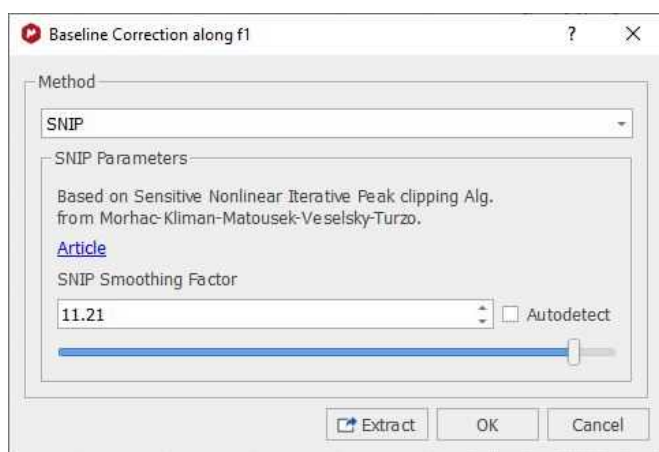 Baseline Correction along f1
?
Method
SNIP
SNIP Parameters
Based on Sensitive Nonlinear Iterative Peak clipping Alg.
from Morhac-Kliman-Matousek-Veselsky-Turzo.
Article
SNIP Smoothing Factor
11.21
Autodetect
Extract
OK
Cancel